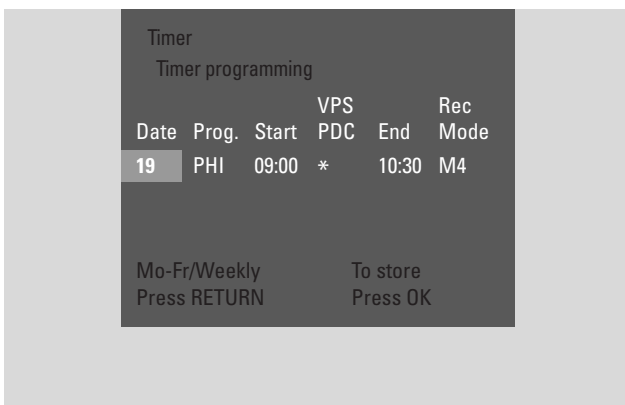 Timer
Timer programming
VPS Rec
Date Prog. Start PDC End Mode
19 PHI 09:00 * 10:30 M4
Mo-Fr/Weekly To store
Press RETURN Press OK